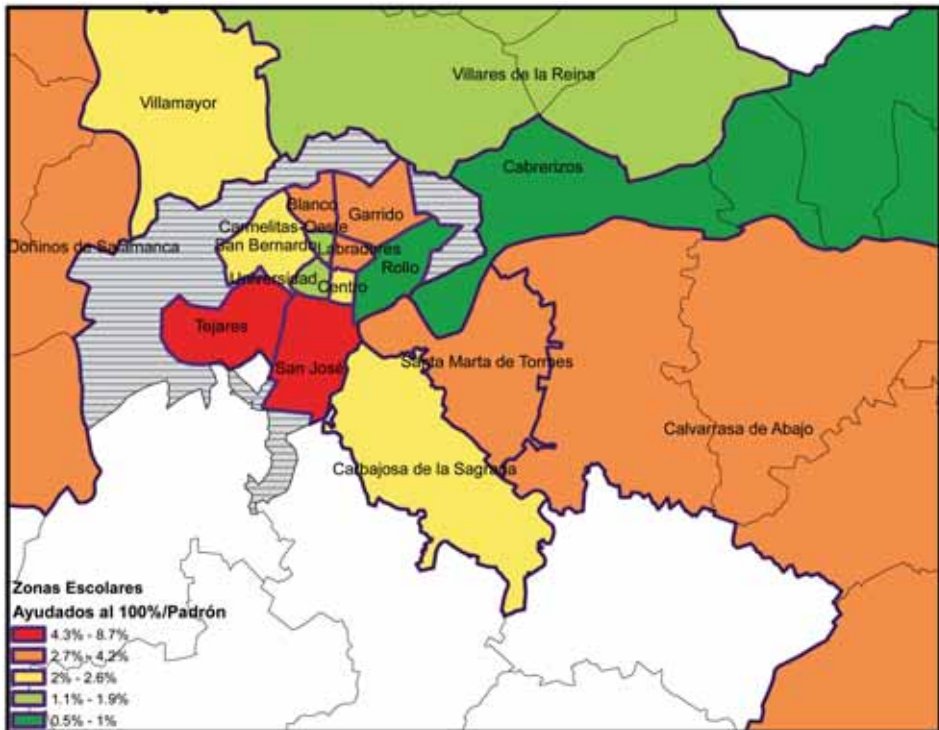 Villares de la Reina
Villamayor
Cabrerizos
Blanco
Garrido
Carmelitas-Oeste
Doñinos de Salamanca
San Bernardo
Labradores
Rollo
Universidad
Centro
Tejares
San José
Santa Marta de Tormes
Calvarrasa de Abajo
Carbajosa de la Sagrada
Zonas Escolares
Ayudados al 100%/Padrón
4.3% - 8.7%
2.7% - 4.2%
2% - 2.6%
1.1% - 1.9%
0.5% - 1%